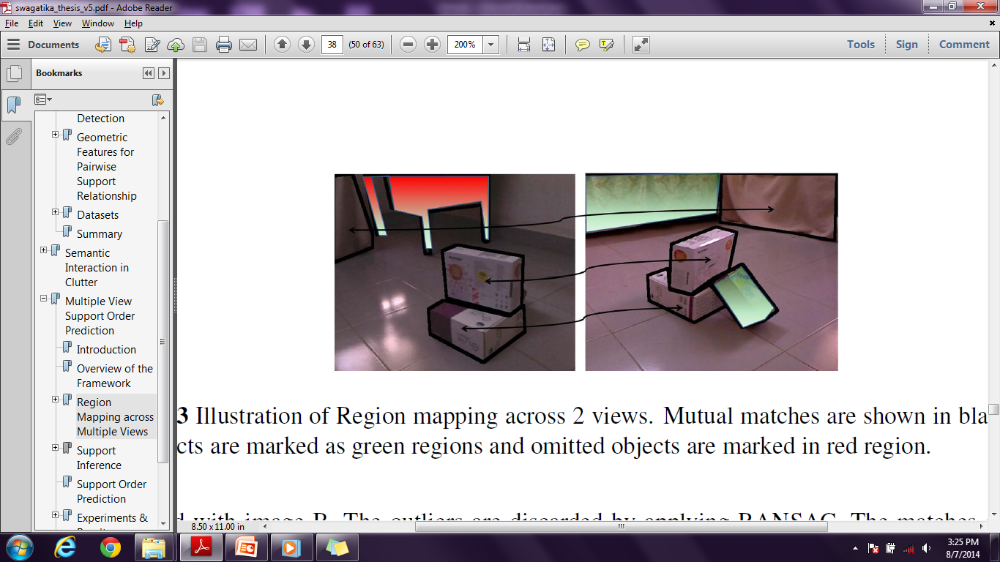 swagatika_thesis_v5.pdf - Adobe Reader
File Edit View Window Help
Documents
38
(50 of 63)
200%
Tools
Sign
Comment
Bookmarks
Detection
Geometric
Features for
Pairwise
Support
Relationship
Datasets
Summary
Semantic
Interaction in
Clutter
Multiple View
Support Order
Prediction
Introduction
Overview of the
Framework
Region
Mapping across
Multiple Views
Support
Inference
Support Order
Prediction
Experiments &
3 Illustration of Region mapping across 2 views. Mutual matches are shown in bla
cts are marked as green regions and omitted objects are marked in red region.
d with image B. The outliers are discarded by applying RANSAC. The matches
8.50 x 11.00 in
3:25 PM
8/7/2014